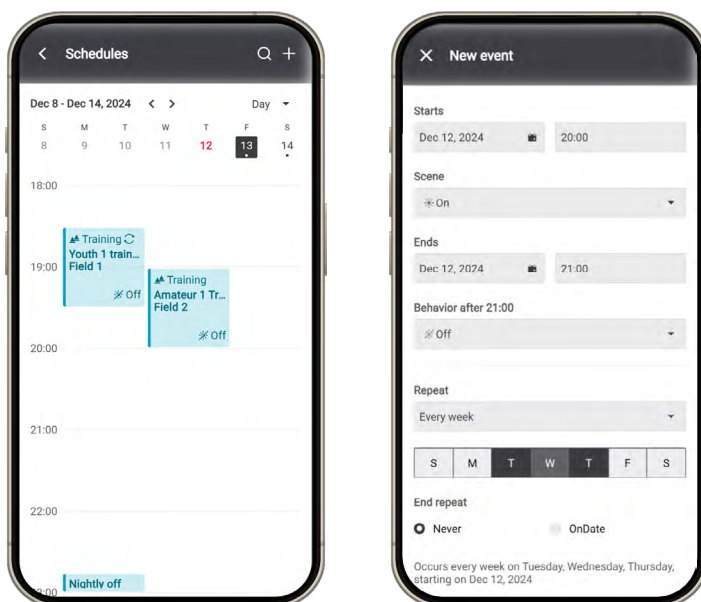 Schedules
Dec 8 - Dec 14, 2024
Day
S M T W T F S
8 9 10 11 12 13 14
18:00
Training
Youth 1 train...
Field 1
Off
19:00
Training
Amateur 1 Tr...
Field 2
Off
20:00
21:00
22:00
Nightly off
:00
New event
Starts
Dec 12, 2024 20:00
Scene
On
Ends
Dec 12, 2024 21:00
Behavior after 21:00
Off
Repeat
Every week
S M T W T F S
End repeat
Never OnDate
Occurs every week on Tuesday, Wednesday, Thursday,
starting on Dec 12, 2024